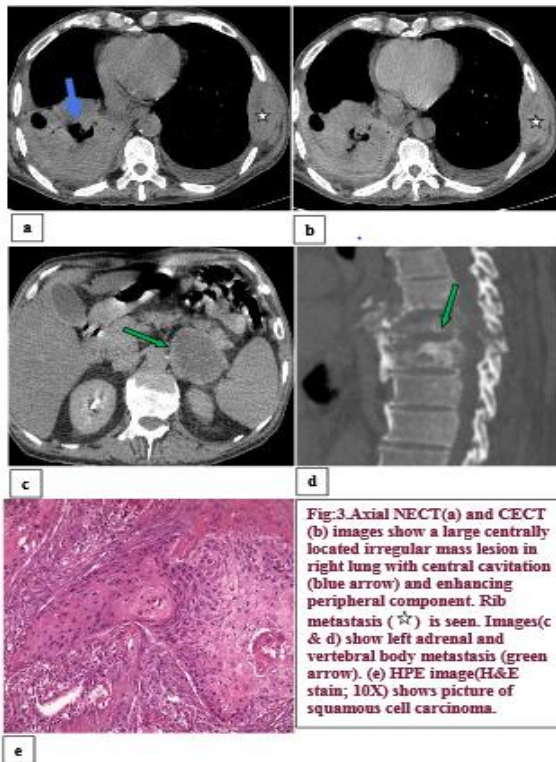 a
b
c
d
Fig:3.Axial NECT(a) and CECT
(b) images show a large centrally
located irregular mass lesion in
right lung with central cavitation
(blue arrow) and enhancing
peripheral component. Rib
metastasis (☆) is seen. Images(c
& d) show left adrenal and
vertebral body metastasis (green
arrow). (e) HPE image(H&E
stain; 10X) shows picture of
squamous cell carcinoma.
e